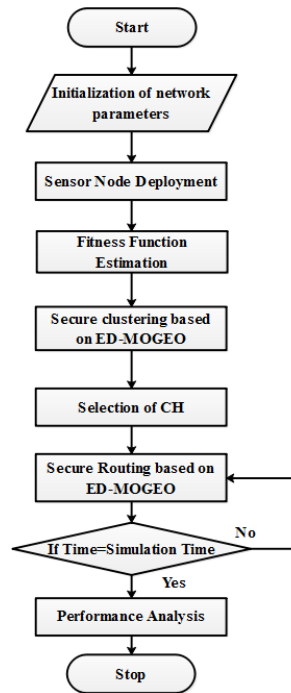 Start
Initialization of network
parameters
Sensor Node Deployment
Fitness Function
Estimation
Secure clustering based
on ED-MOGEO
Selection of CH
Secure Routing based on
ED-MOGEO
No
If Time=Simulation Time
Yes
Performance Analysis
Stop